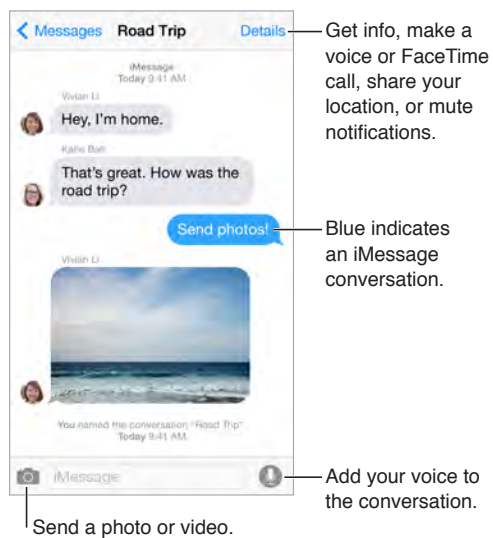 Messages Road Trip Details
Get info, make a
voice or FaceTime
call, share your
location, or mute
notifications.
iMessage
Today 9:41 AM
Vivian Li
Hey, I'm home.
Katie Bell
That's great. How was the
road trip?
Send photos!
Blue indicates
an iMessage
conversation.
Vivian Li
You named the conversation "Road Trip"
Today 9:41 AM
iMessage
Add your voice to
the conversation.
Send a photo or video.